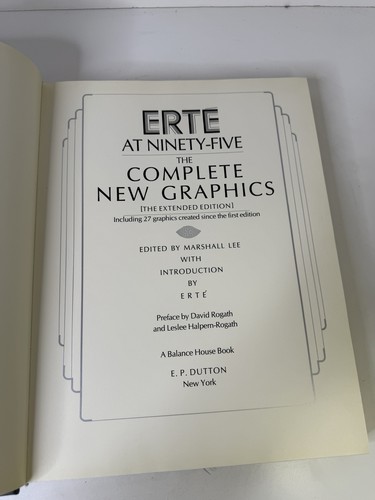 ERTE
AT NINETY-FIVE
THE
COMPLETE
NEW GRAPHICS
[THE EXTENDED EDITION]
Including 27 graphics created since the first edition
EDITED BY MARSHALL LEE
WITH
INTRODUCTION
BY
ERTÉ
Preface by David Rogath
and Leslee Halpern-Rogath
A Balance House Book
E. P. DUTTON
New York